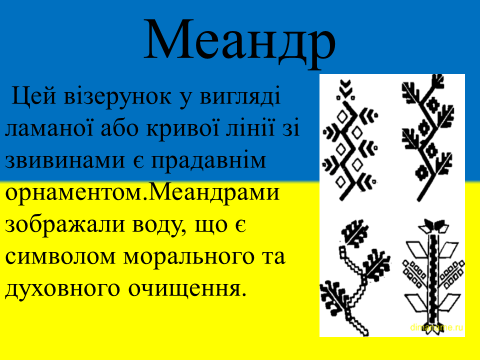 Меандр
Цей візерунок у вигляді
ламаної або кривої лінії зі
звивинами є прадавнім
орнаментом.Меандрами
зображали воду, що є
символом морального та
духовного очищення.